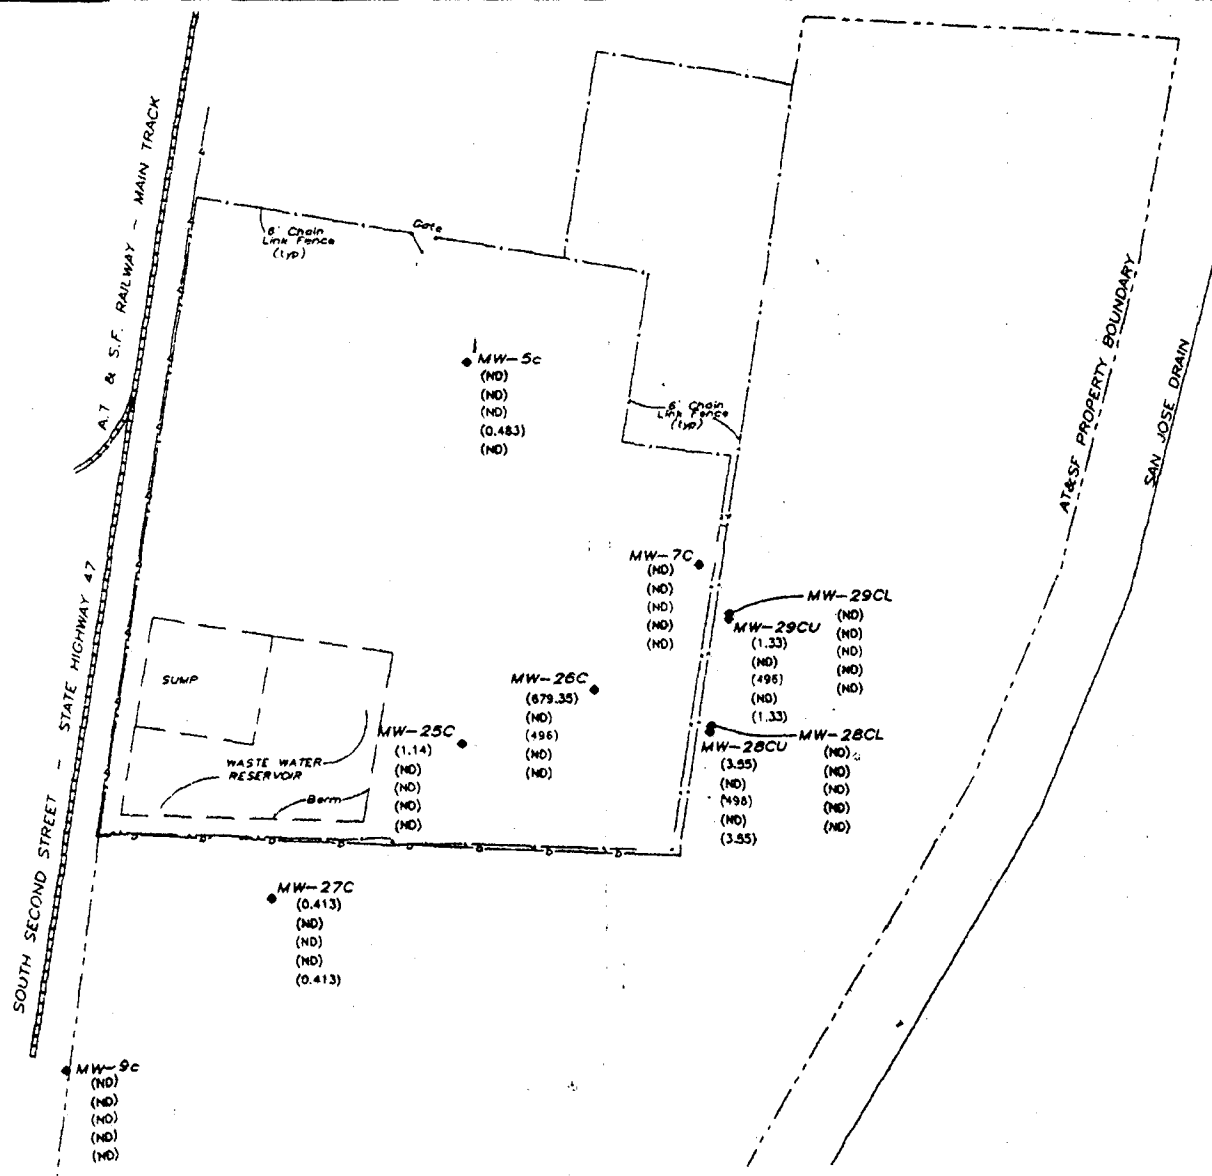 A.T & S.F. RAILWAY - MAIN TRACK
6' Chain
Link Fence
(typ)
Gate
MW-5c
(ND)
(ND)
(ND)
(0.483)
(ND)
6' Chain
Link Fence
(typ)
AT&SF PROPERTY BOUNDARY
SAN JOSE DRAIN
MW-7C
(ND)
(ND)
(ND)
(ND)
(ND)
MW-29CL
(ND)
(ND)
(ND)
(ND)
(ND)
MW-29CU
(1.33)
(ND)
(496)
(ND)
(1.33)
SOUTH SECOND STREET - STATE HIGHWAY 47
SUMP
WASTE WATER
RESERVOIR
Berm
MW-26C
(679.35)
(ND)
(496)
(ND)
(ND)
MW-25C
(1.14)
(ND)
(ND)
(ND)
(ND)
MW-28CL
(ND)
(ND)
(ND)
(ND)
(ND)
MW-28CU
(3.55)
(ND)
(498)
(ND)
(3.55)
MW-27C
(0.413)
(ND)
(ND)
(ND)
(0.413)
MW-9c
(ND)
(ND)
(ND)
(ND)
(ND)